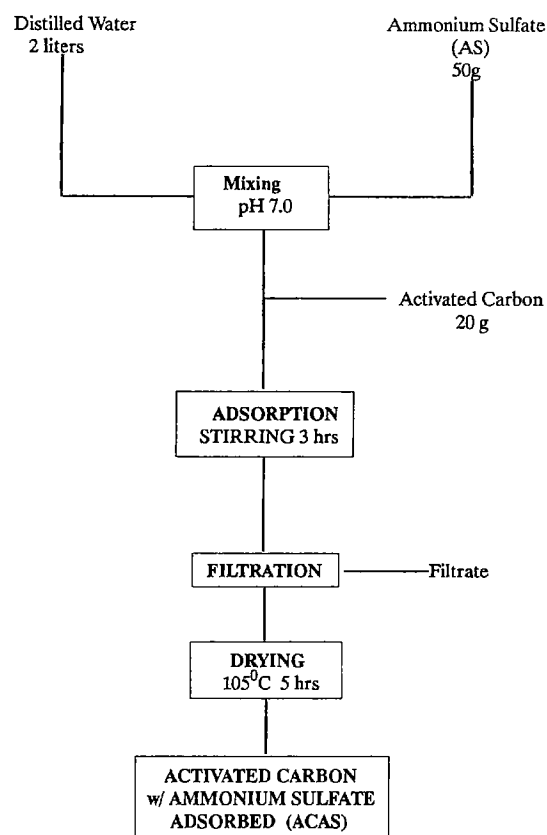 Distilled Water
2 liters
Ammonium Sulfate
(AS)
50g
Mixing
pH 7.0
Activated Carbon
20 g
ADSORPTION
STIRRING 3 hrs
FILTRATION
Filtrate
DRYING
105⁰C 5 hrs
ACTIVATED CARBON
w/ AMMONIUM SULFATE
ADSORBED (ACAS)